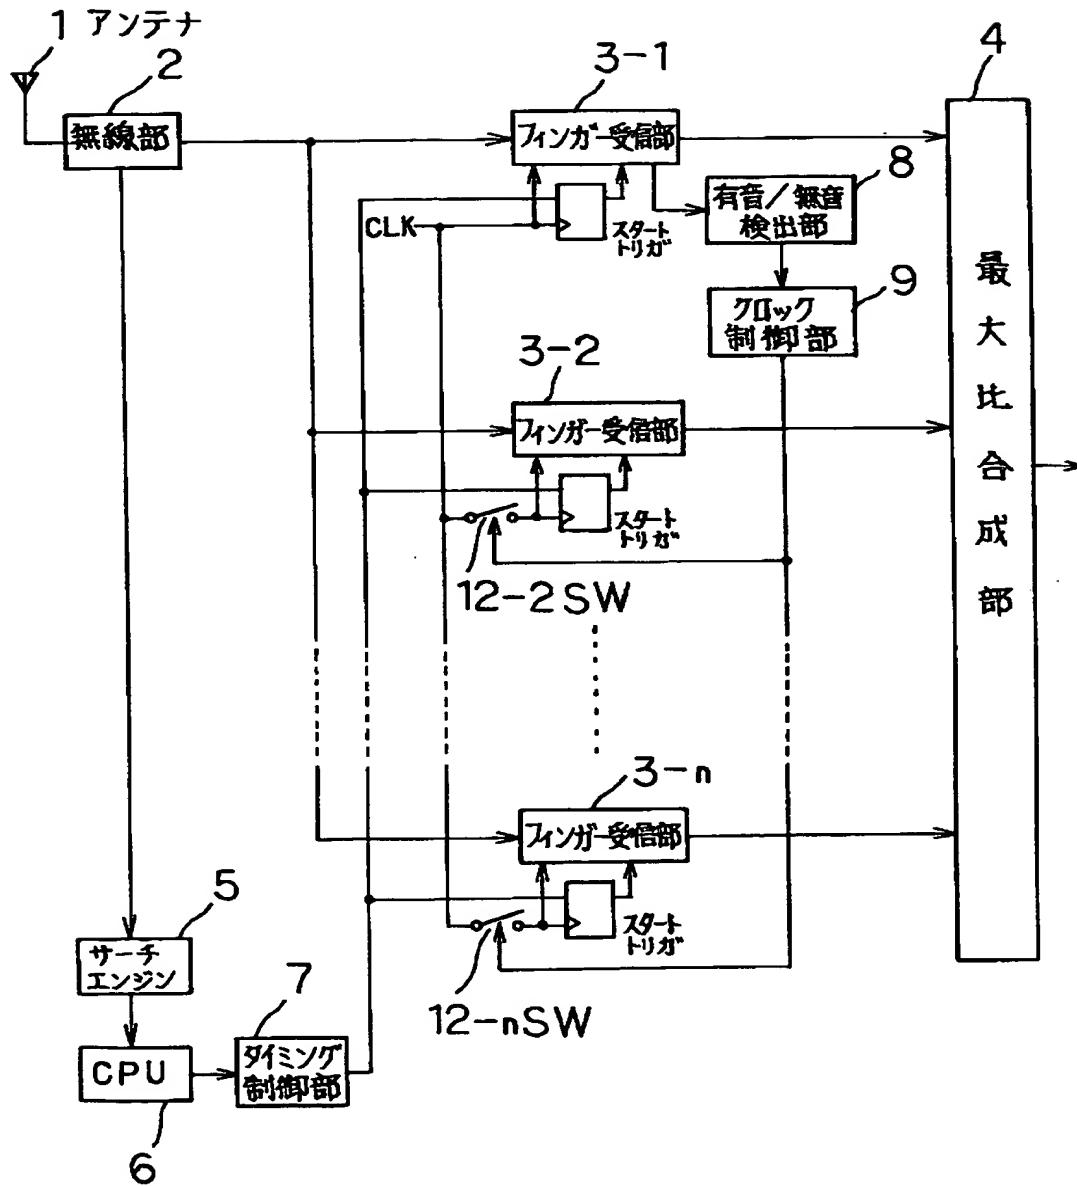 1 アンテナ
2
無線部
3-1
フィンガー受信部
4
8
有音/無音
検出部
CLK
スタート
トリガ
9
クロック
制御部
3-2
フィンガー受信部
スタート
トリガ
12-2SW
最大比合成部
3-n
フィンガー受信部
スタート
トリガ
12-nSW
5
サーチ
エンジン
7
タイミング
制御部
CPU
6